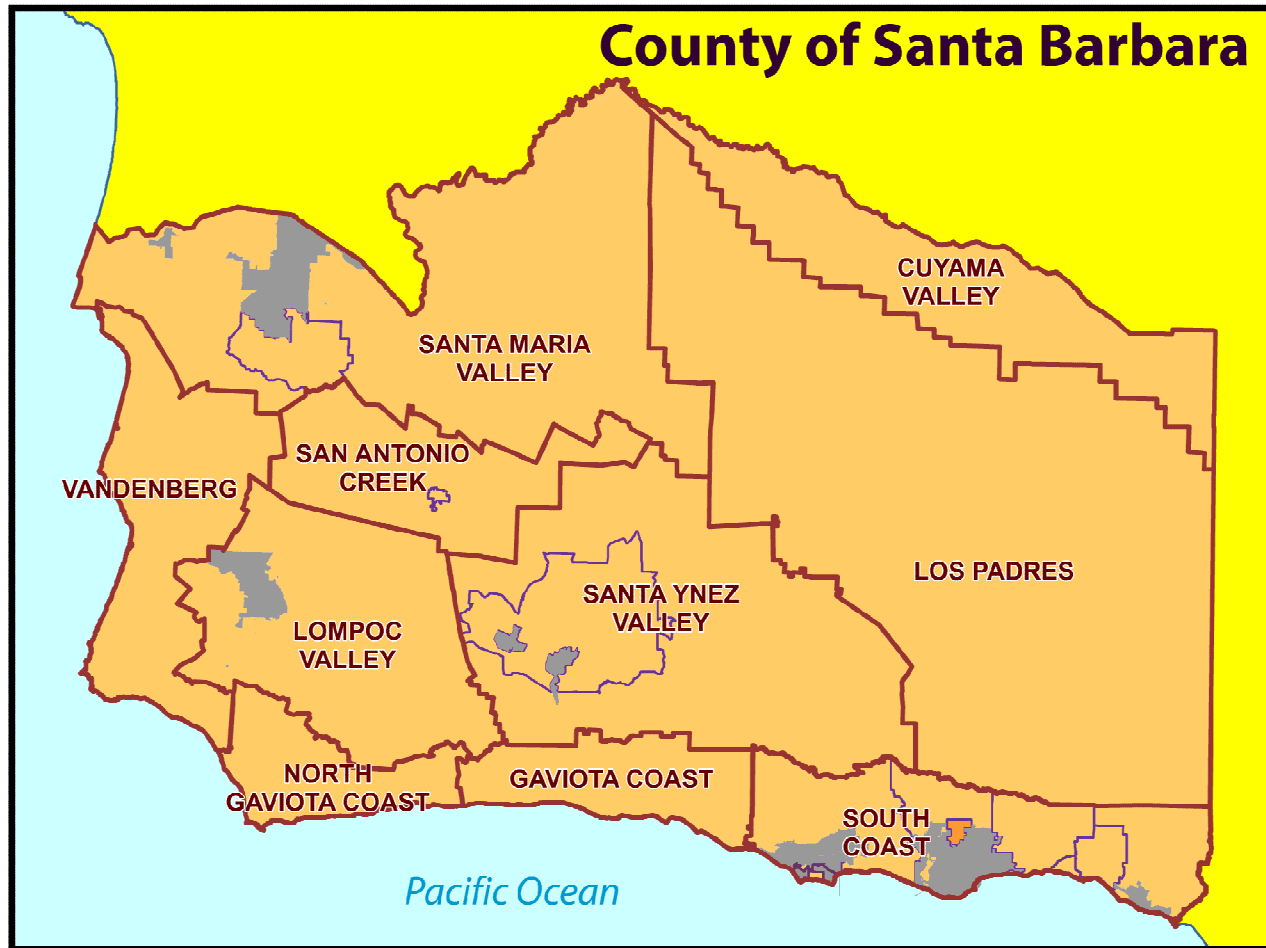 County of Santa Barbara
CUYAMA
VALLEY
SANTA MARIA
VALLEY
SAN ANTONIO
CREEK
VANDENBERG
LOS PADRES
SANTA YNEZ
VALLEY
LOMPOC
VALLEY
NORTH
GAVIOTA COAST
GAVIOTA COAST
SOUTH
COAST
Pacific Ocean